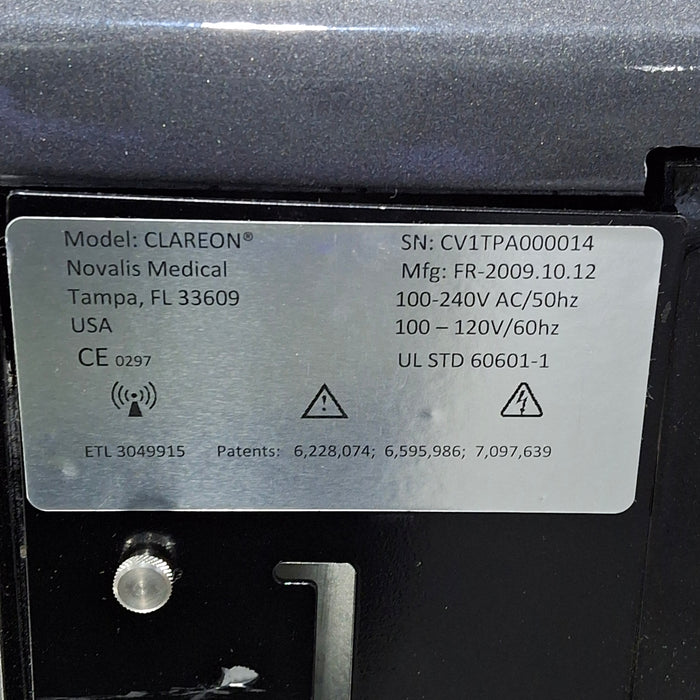 Model: CLAREON®
Novalis Medical
Tampa, FL 33609
USA
CE 0297
SN: CV1TPA000014
Mfg: FR-2009.10.12
100-240V AC/50hz
100 – 120V/60hz
UL STD 60601-1
ETL 3049915 Patents: 6,228,074; 6,595,986; 7,097,639